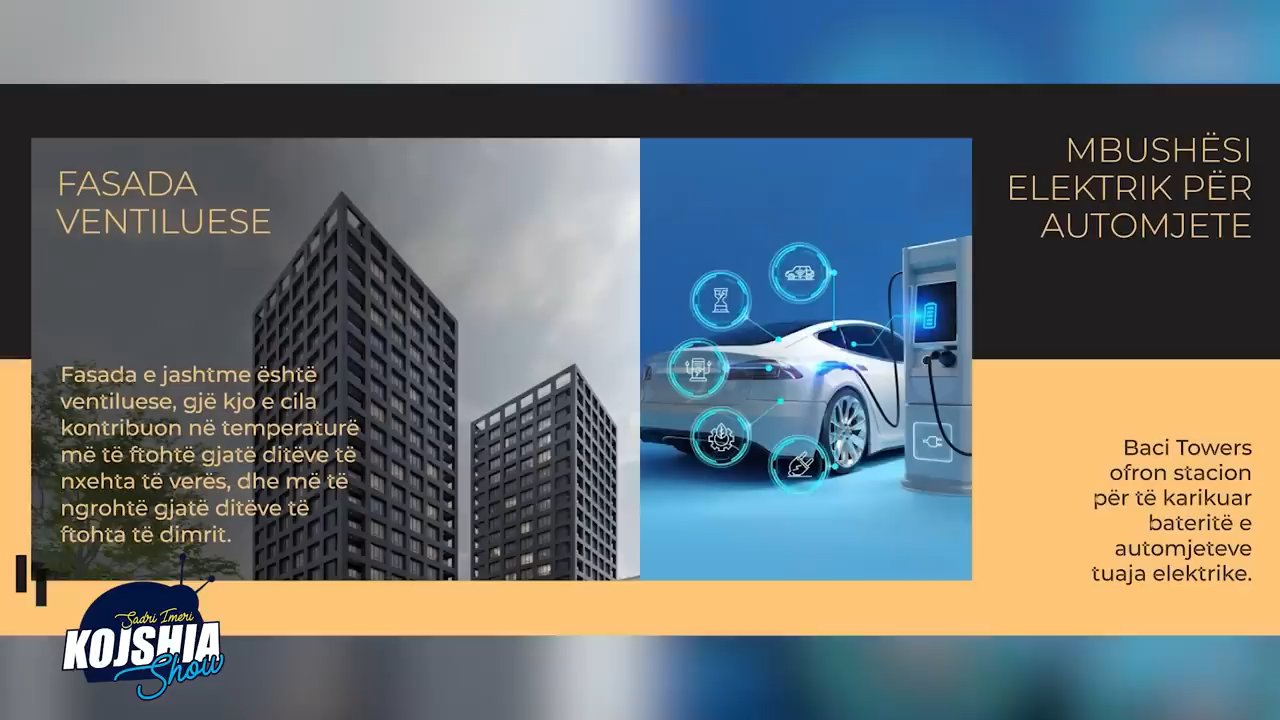 FASADA
VENTILUESE
Fasada e jashtme është
ventiluese, gjë kjo e cila
kontribuon në temperaturë
më të ftohtë gjatë ditëve të
nxehta të verës, dhe më të
ngrohtë gjatë ditëve të
ftohta të dimrit.
MBUSHËSI
ELEKTRIK PËR
AUTOMJETE
Baci Towers
ofron stacion
për të karikuar
bateritë e
automjeteve
tuaja elektrike.
Sadri Imeri
KOJSHIA
Show